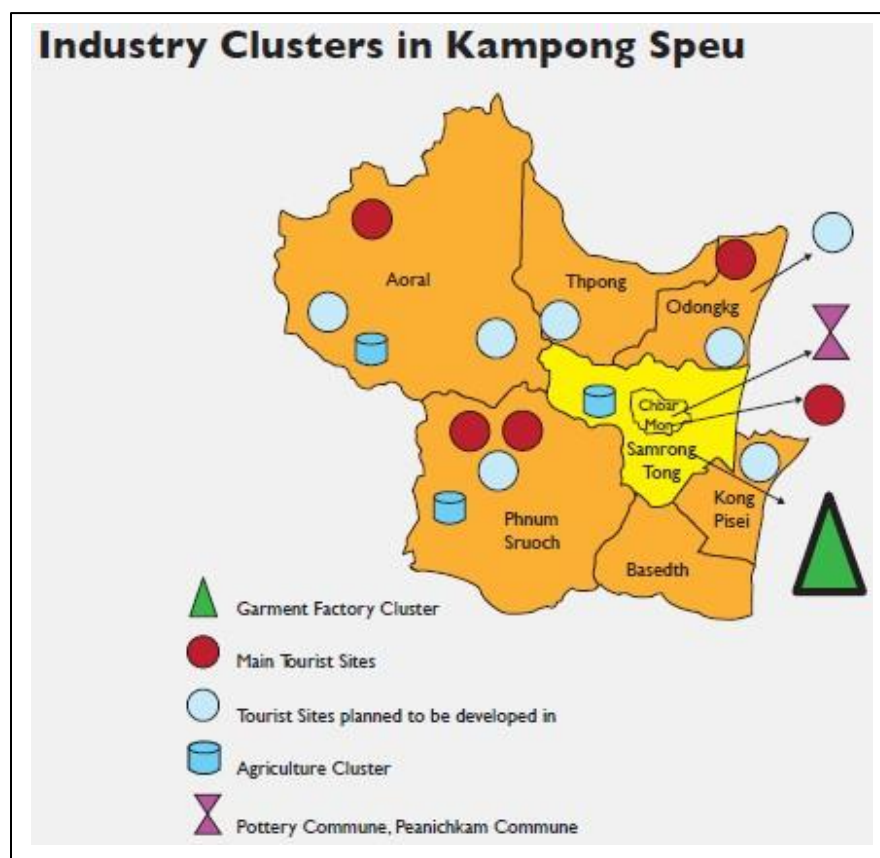 Industry Clusters in Kampong Speu
Aoral
Thpong
Odongkg
Chbar
Mon
Samrong
Tong
Kong
Pisei
Phnum
Sruoch
Basedth
Garment Factory Cluster
Main Tourist Sites
Tourist Sites planned to be developed in
Agriculture Cluster
Pottery Commune, Peanichkam Commune